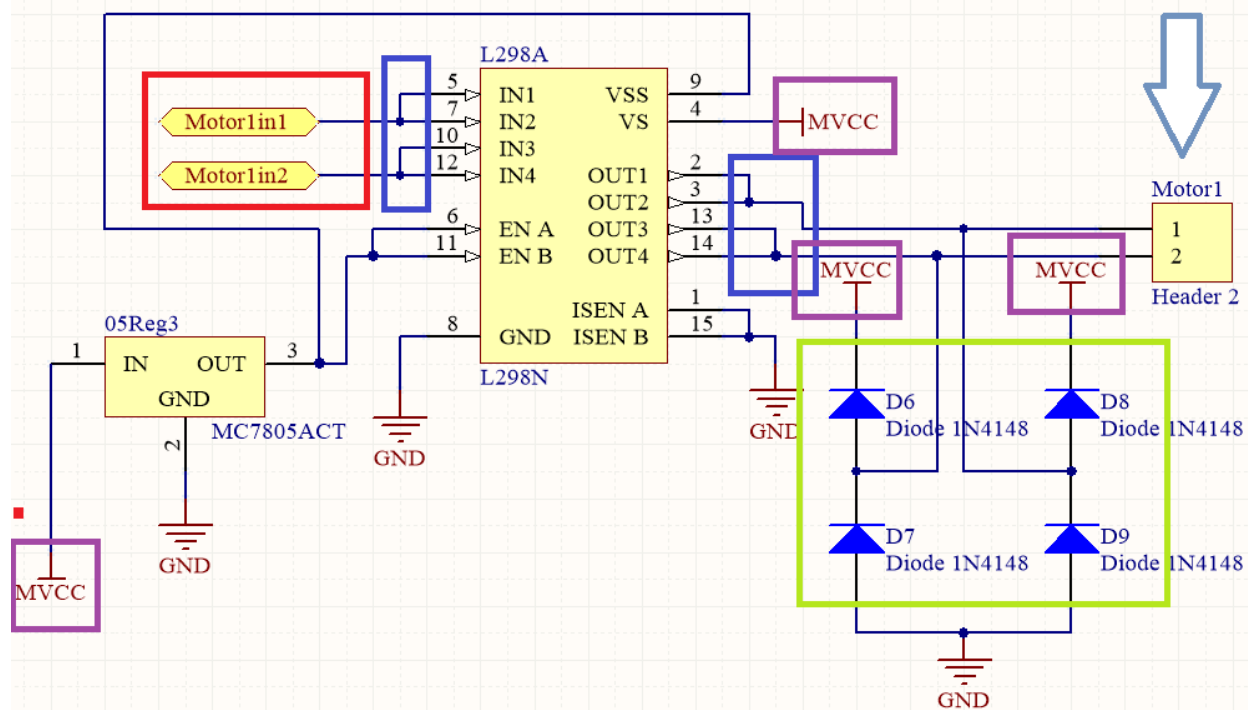 L298A
5
IN1
VSS
9
Motor1in1
7
IN2
VS
4
MVCC
10
IN3
Motor1in2
12
IN4
OUT1
2
OUT2
3
Motor1
6
EN A
OUT3
13
1
11
EN B
OUT4
14
2
MVCC
MVCC
Header 2
ISEN A
1
05Reg3
8
GND
ISEN B
15
1
IN
OUT
3
GND
L298N
MC7805ACT
2
GND
GND
D6
Diode 1N4148
D8
Diode 1N4148
D7
Diode 1N4148
D9
Diode 1N4148
GND
MVCC
GND